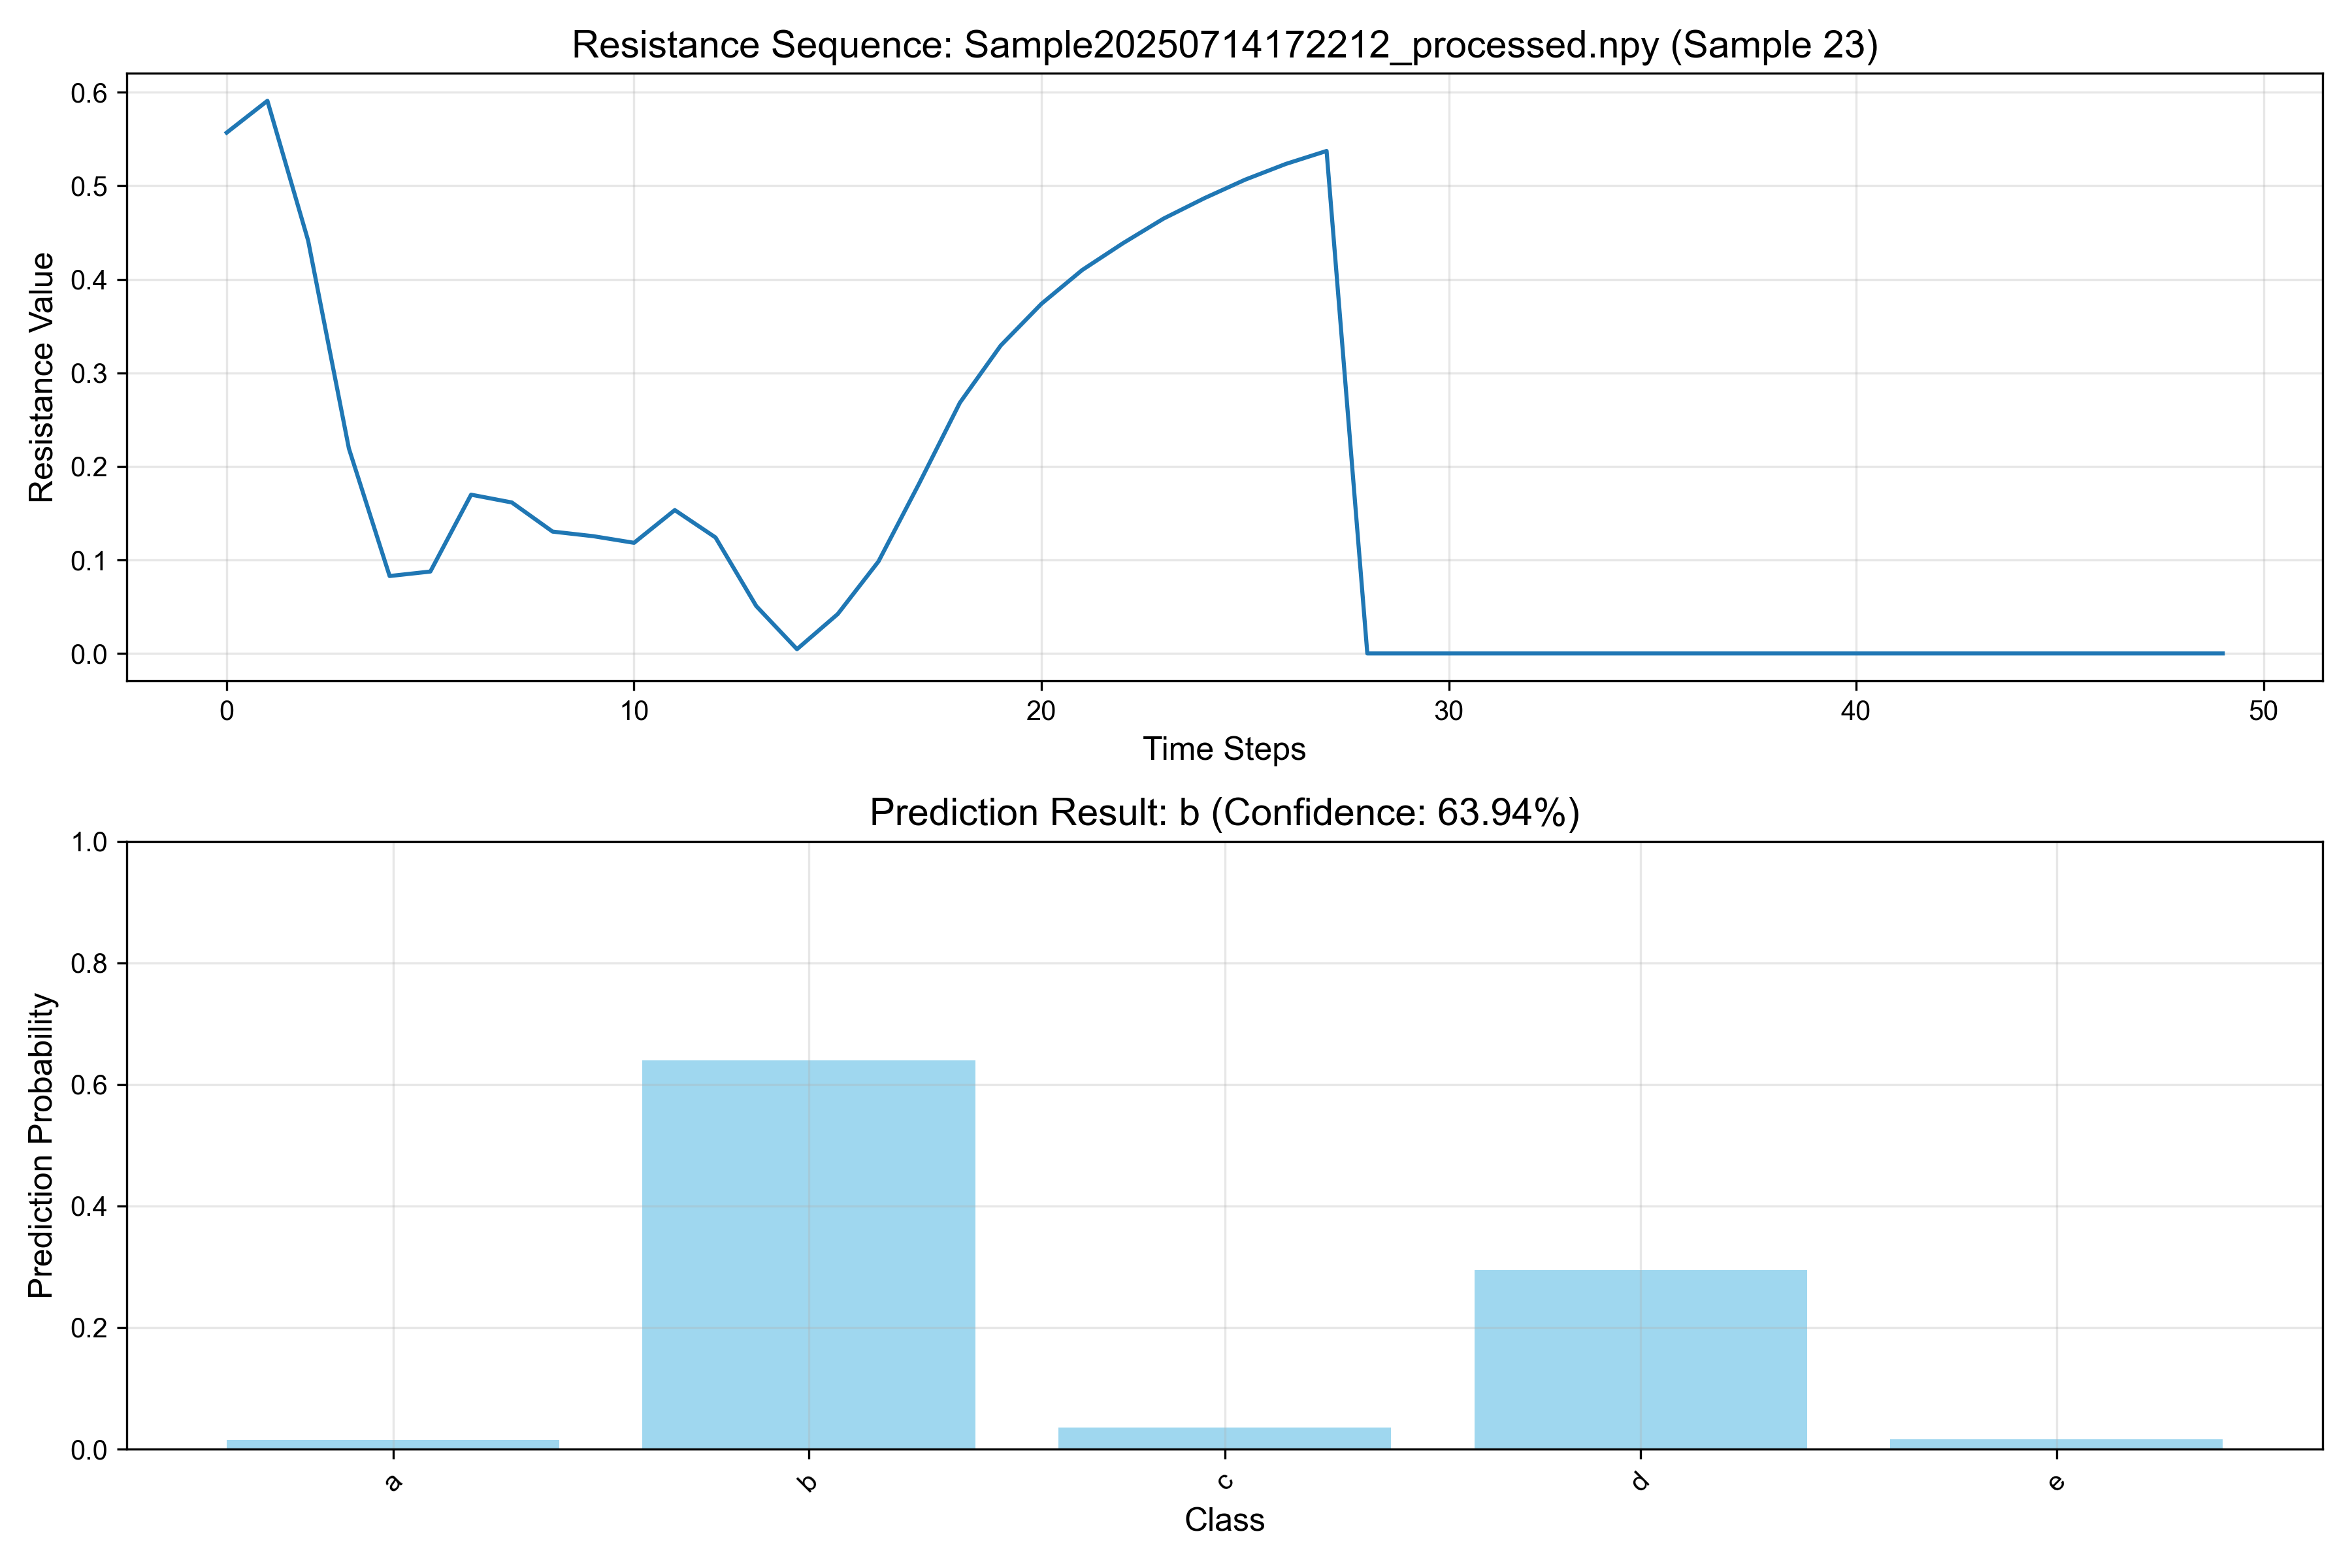 Resistance Sequence: Sample20250714172212_processed.npy (Sample 23)
0.6
0.5
0.4
0.3
0.2
0.1
0.0
Resistance Value
0 10 20 30 40 50
Time Steps
Prediction Result: b (Confidence: 63.94%)
1.0
0.8
0.6
0.4
0.2
0.0
Prediction Probability
a b c d e
Class